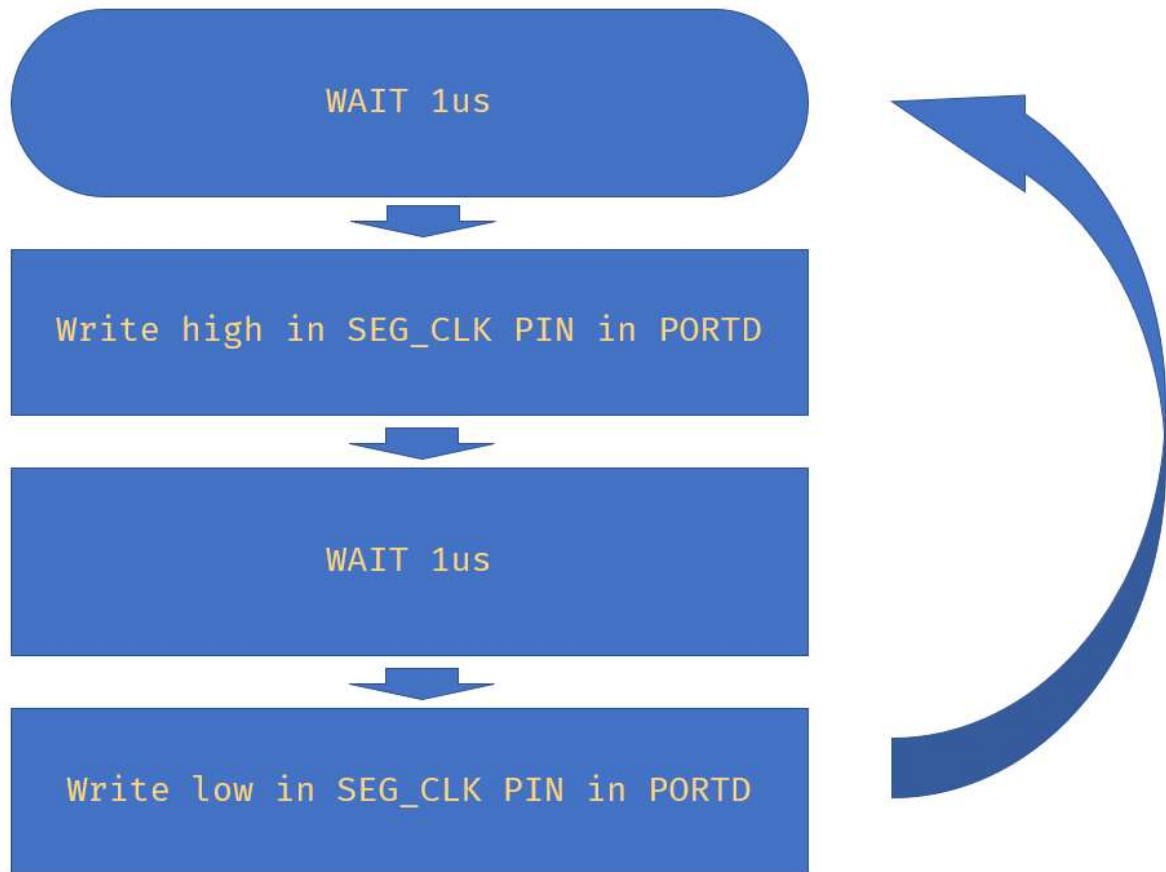 WAIT 1us
Write high in SEG_CLK PIN in PORTD
WAIT 1us
Write low in SEG_CLK PIN in PORTD